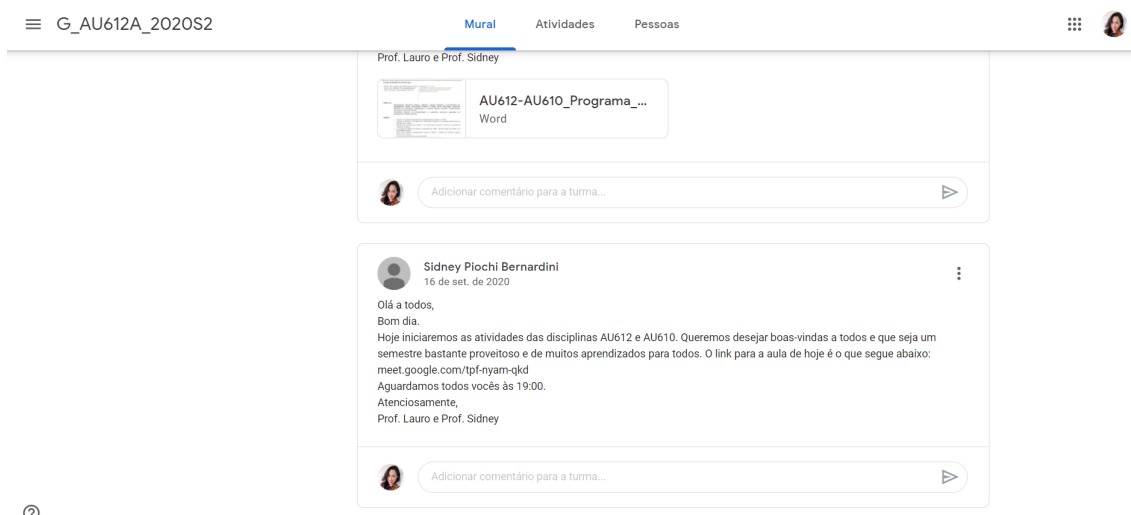 G_AU612A_2020S2
Mural
Atividades
Pessoas
Prof. Lauro e Prof. Sidney
AU612-AU610_Programa_...
Word
Adicionar comentário para a turma...
Sidney Piochi Bernardini
16 de set. de 2020
Olá a todos,
Bom dia.
Hoje iniciaremos as atividades das disciplinas AU612 e AU610. Queremos desejar boas-vindas a todos e que seja um
semestre bastante proveitoso e de muitos aprendizados para todos. O link para a aula de hoje é o que segue abaixo:
meet.google.com/tpf-nyam-qkd
Aguardamos todos vocês às 19:00.
Atenciosamente,
Prof. Lauro e Prof. Sidney
Adicionar comentário para a turma...